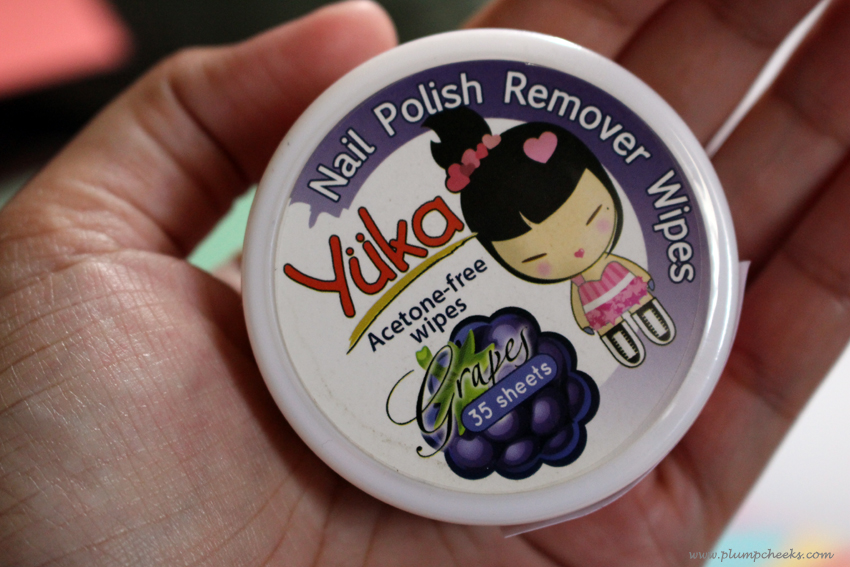 Nail Polish Remover Wipes
Yüka
Acetone-free
wipes
Grapes
35 sheets
www.plumpcheeks.com